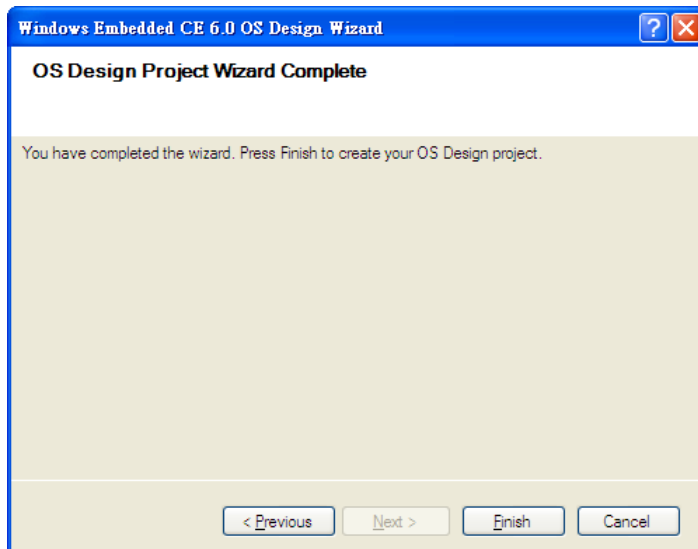 Windows Embedded CE 6.0 OS Design Wizard
OS Design Project Wizard Complete
You have completed the wizard. Press Finish to create your OS Design project.
< Previous Next > Finish Cancel